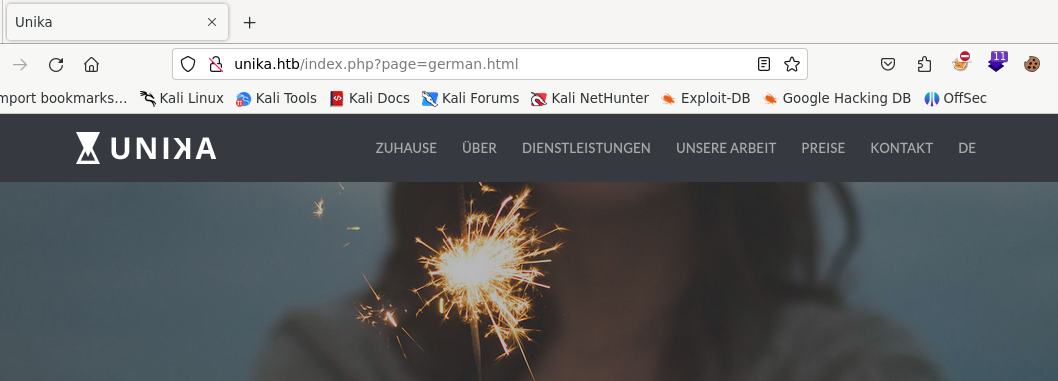 Unika
unika.htb/index.php?page=german.html
11
mport bookmarks... Kali Linux Kali Tools Kali Docs Kali Forums Kali NetHunter Exploit-DB Google Hacking DB OffSec
UNIKA ZUHAUSE ÜBER DIENSTLEISTUNGEN UNSERE ARBEIT PREISE KONTAKT DE